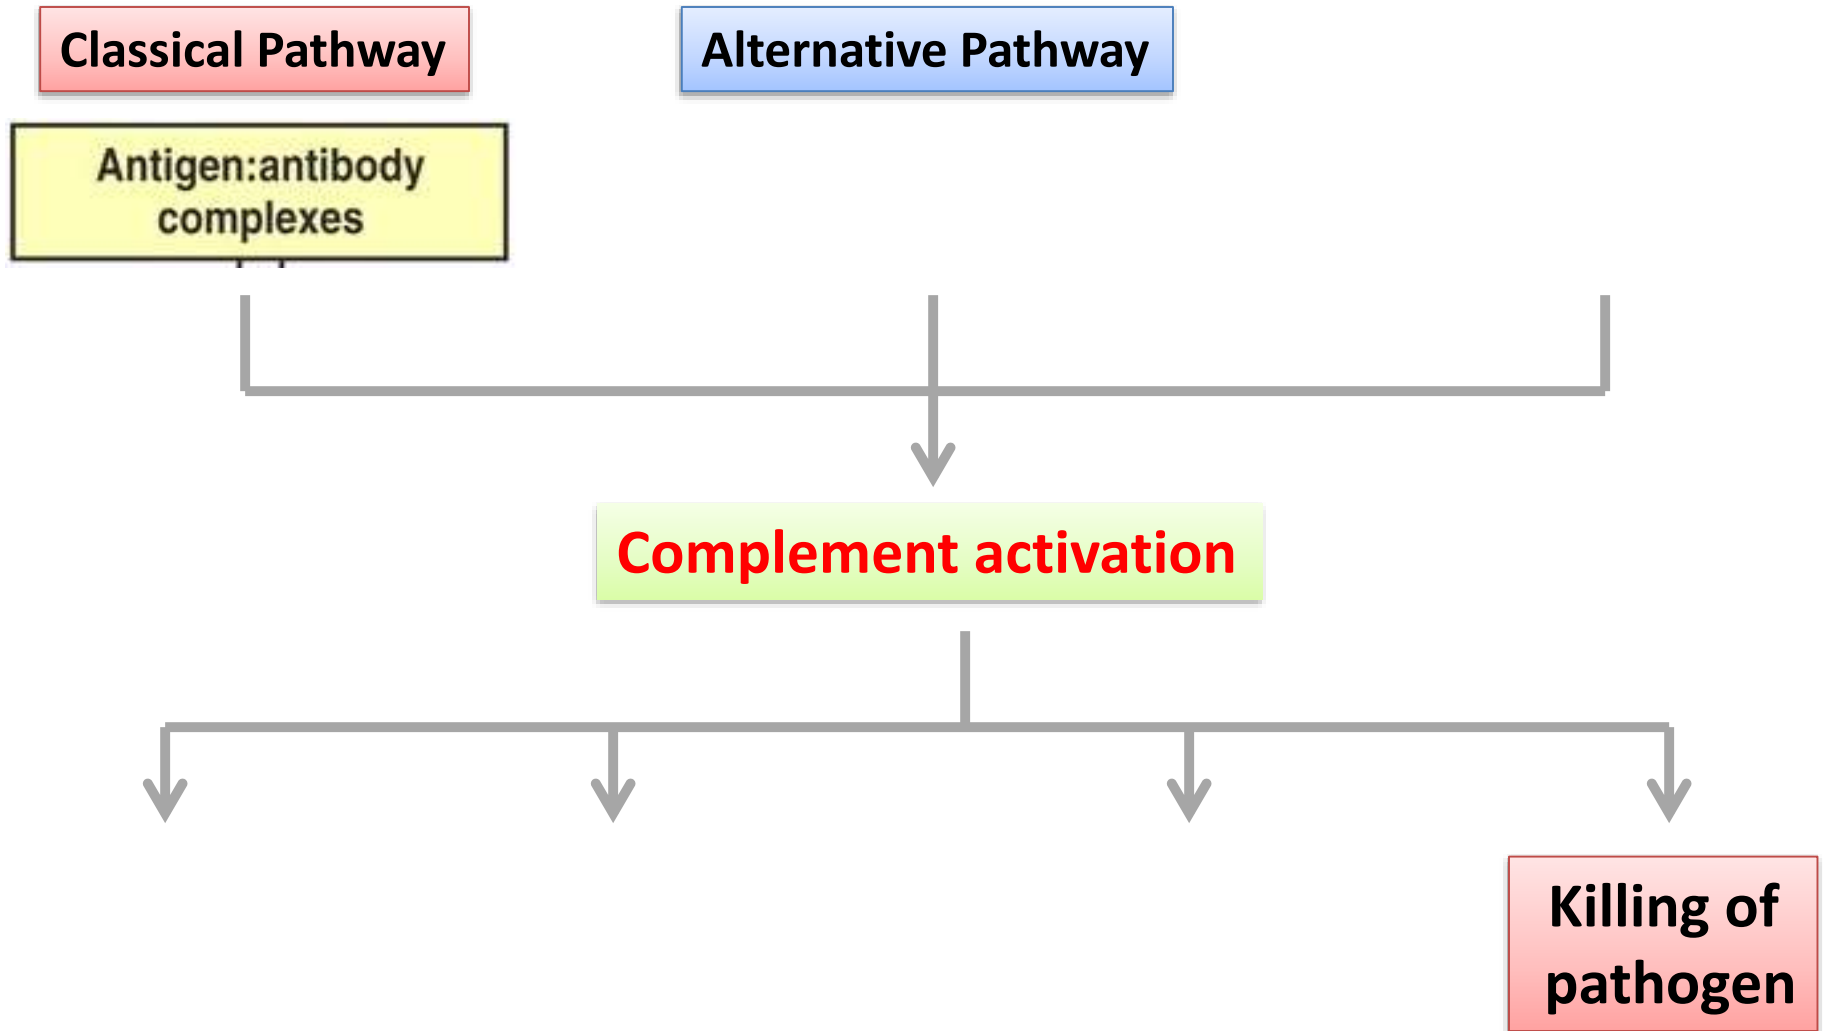 Classical Pathway
Alternative Pathway
Antigen:antibody
complexes
Complement activation
Killing of
pathogen